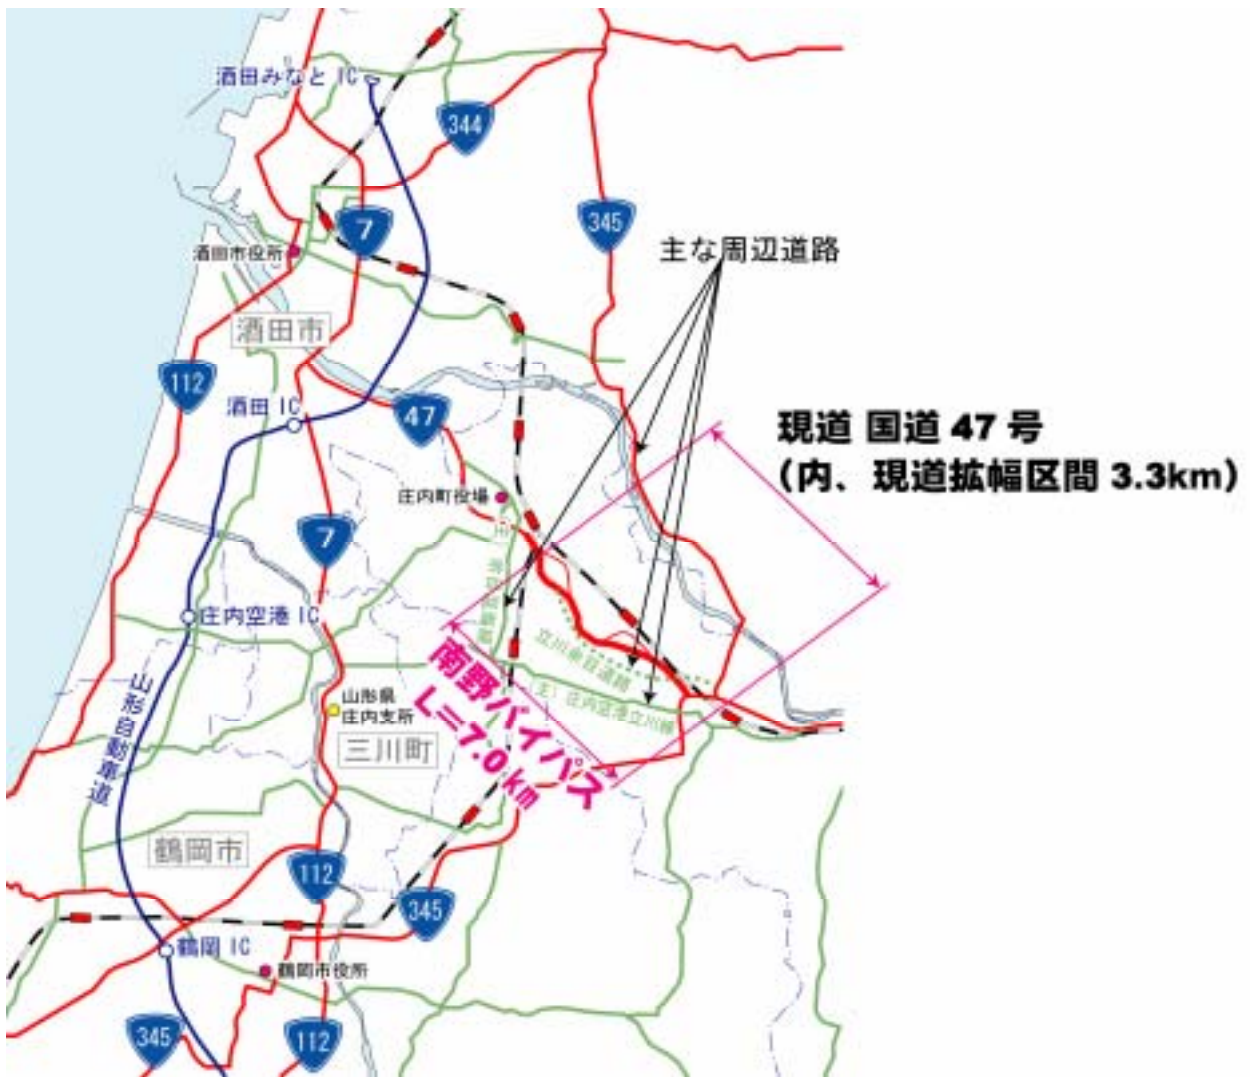 酒田みなと IC
344
7
345
主な周辺道路
酒田市役所
酒田市
112
酒田 IC
47
現道 国道 47 号
(内、現道拡幅区間 3.3km)
庄内町役場
7
庄内空港 IC
立川東目道路
南野バイパス
L=7.0km
(主) 庄内空港立川線
山形県
庄内支所
山形自動車道
三川町
鶴岡市
112
345
鶴岡 IC
鶴岡市役所
345
112